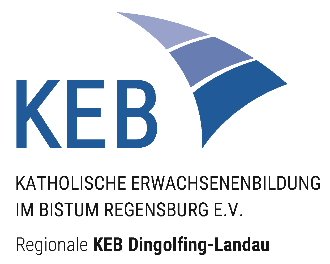 KEB
KATHOLISCHE ERWACHSENENBILDUNG
IM BISTUM REGENSBURG E.V.
Regionale KEB Dingolfing-Landau